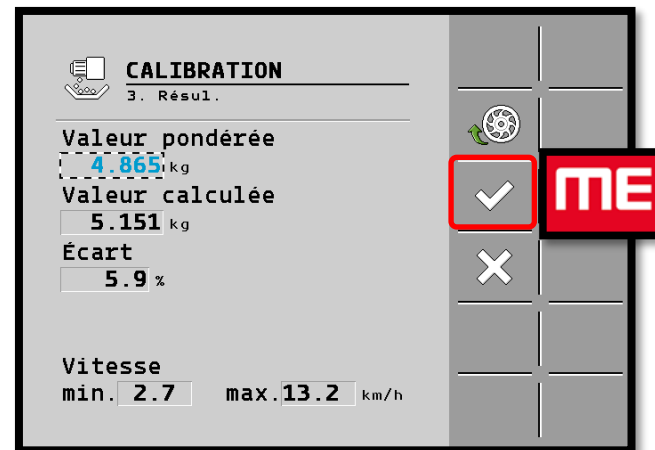 CALIBRATION
3. Résul.
Valeur pondérée
4.865 kg
Valeur calculée
5.151 kg
Écart
5.9 %
Vitesse
min. 2.7 max. 13.2 km/h
ME